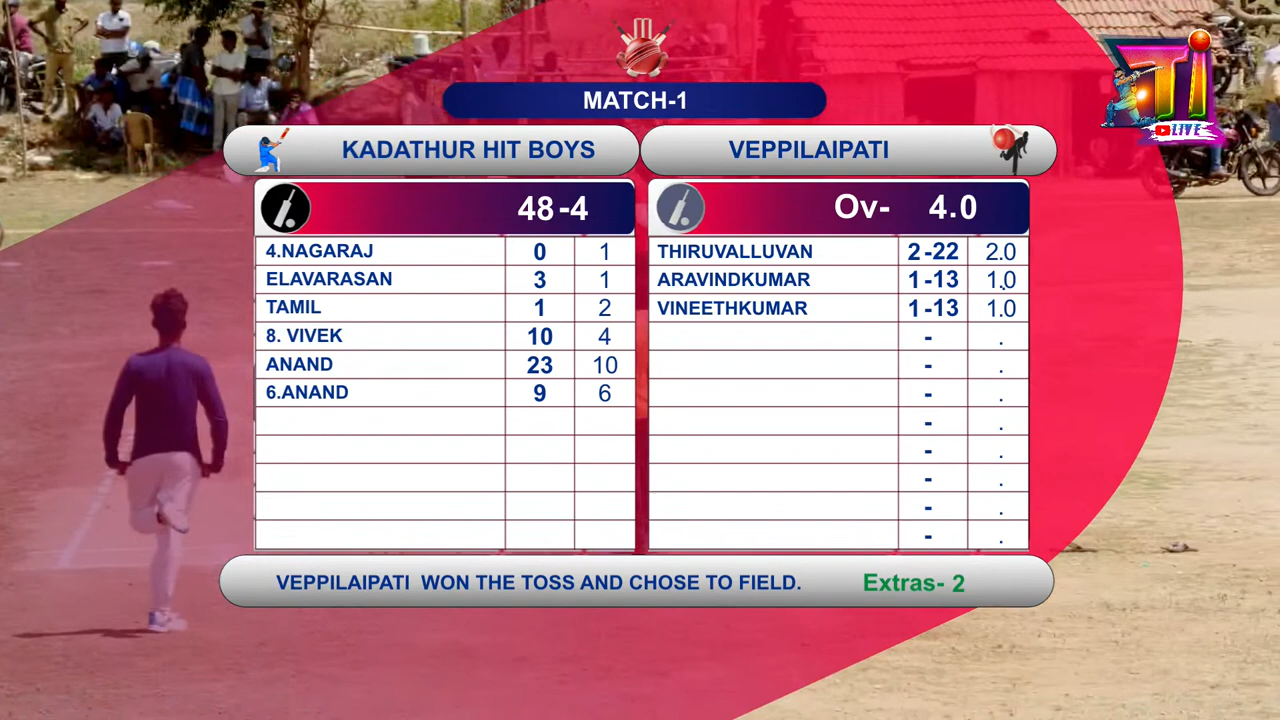 MATCH-1
KADATHUR HIT BOYS VEPPILAIPATI
48-4 Ov- 4.0
4.NAGARAJ 0 1 THIRUVALLUVAN 2-22 2.0
ELAVARASAN 3 1 ARAVINDKUMAR 1-13 1.0
TAMIL 1 2 VINEETHKUMAR 1-13 1.0
8. VIVEK 10 4 - .
ANAND 23 10 - .
6.ANAND 9 6 - .
- .
- .
- .
- .
- .
VEPPILAIPATI WON THE TOSS AND CHOSE TO FIELD. Extras- 2
TI
LIVE